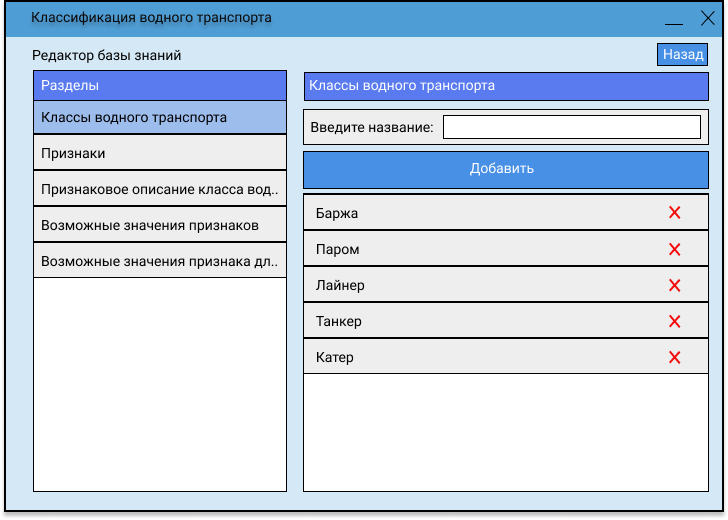 Классификация водного транспорта
Редактор базы знаний
Назад
Разделы
Классы водного транспорта
Признаки
Признаковое описание класса вод..
Возможные значения признаков
Возможные значения признака дл..
Классы водного транспорта
Введите название:
Добавить
Баржа
Паром
Лайнер
Танкер
Катер